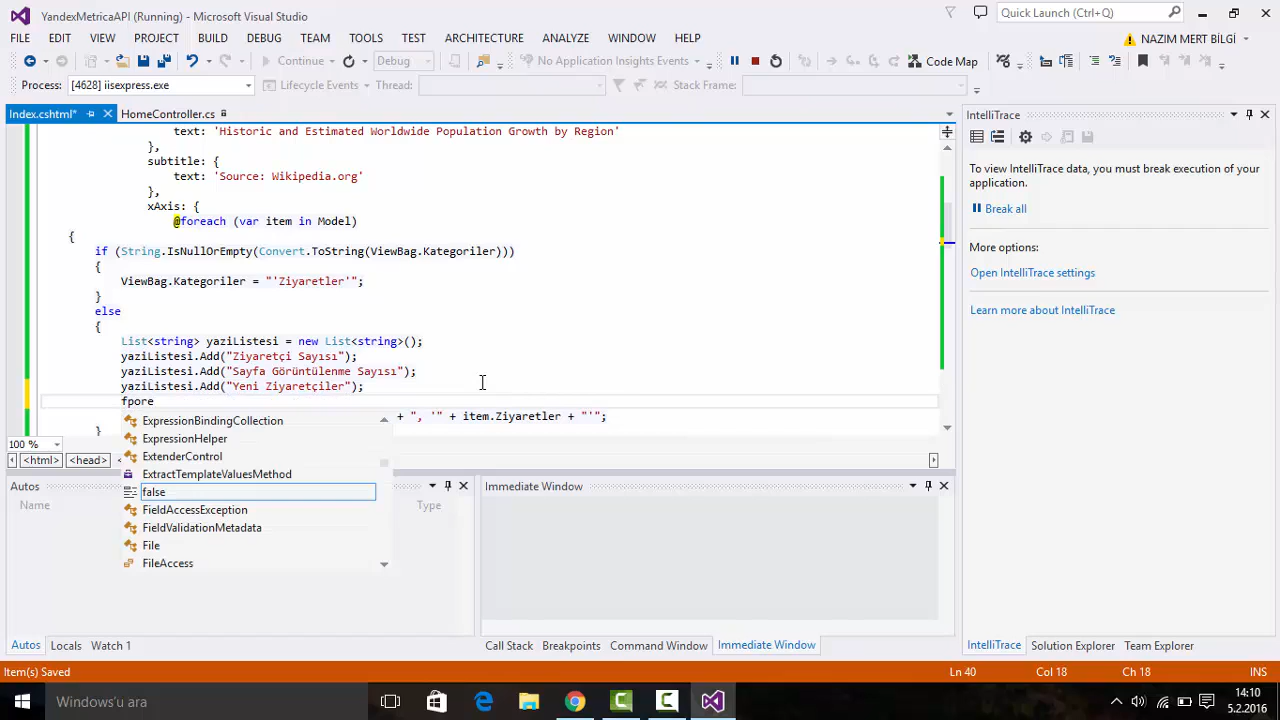 YandexMetricaAPI (Running) - Microsoft Visual Studio
Quick Launch (Ctrl+Q)
FILE EDIT VIEW PROJECT BUILD DEBUG TEAM TOOLS TEST ARCHITECTURE ANALYZE WINDOW HELP
NAZIM MERT BİLGİ
Continue Debug No Application Insights Events Code Map
Process: [4628] iisexpress.exe Lifecycle Events Thread: Stack Frame:
Index.cshtml* HomeController.cs
IntelliTrace
text: 'Historic and Estimated Worldwide Population Growth by Region'
},
subtitle: {
text: 'Source: Wikipedia.org'
},
xAxis: {
@foreach (var item in Model)
{
if (String.IsNullOrEmpty(Convert.ToString(ViewBag.Kategoriler)))
{
ViewBag.Kategoriler = "'Ziyaretler'";
}
else
{
List<string> yaziListesi = new List<string>();
yaziListesi.Add("Ziyaretçi Sayısı");
yaziListesi.Add("Sayfa Görüntülenme Sayısı");
yaziListesi.Add("Yeni Ziyaretçiler");
fpore
+ ", '" + item.Ziyaretler + "'";
}
ExpressionBindingCollection
ExpressionHelper
ExtenderControl
ExtractTemplateValuesMethod
false
FieldAccessException
FieldValidationMetadata
File
FileAccess
To view IntelliTrace data, you must break execution of your
application.
Break all
More options:
Open IntelliTrace settings
Learn more about IntelliTrace
100 %
<html> <head>
Autos
Name Type
Immediate Window
Autos Locals Watch 1
Call Stack Breakpoints Command Window Immediate Window
IntelliTrace Solution Explorer Team Explorer
Item(s) Saved Ln 40 Col 18 Ch 18 INS
Windows'u ara
14:10
5.2.2016